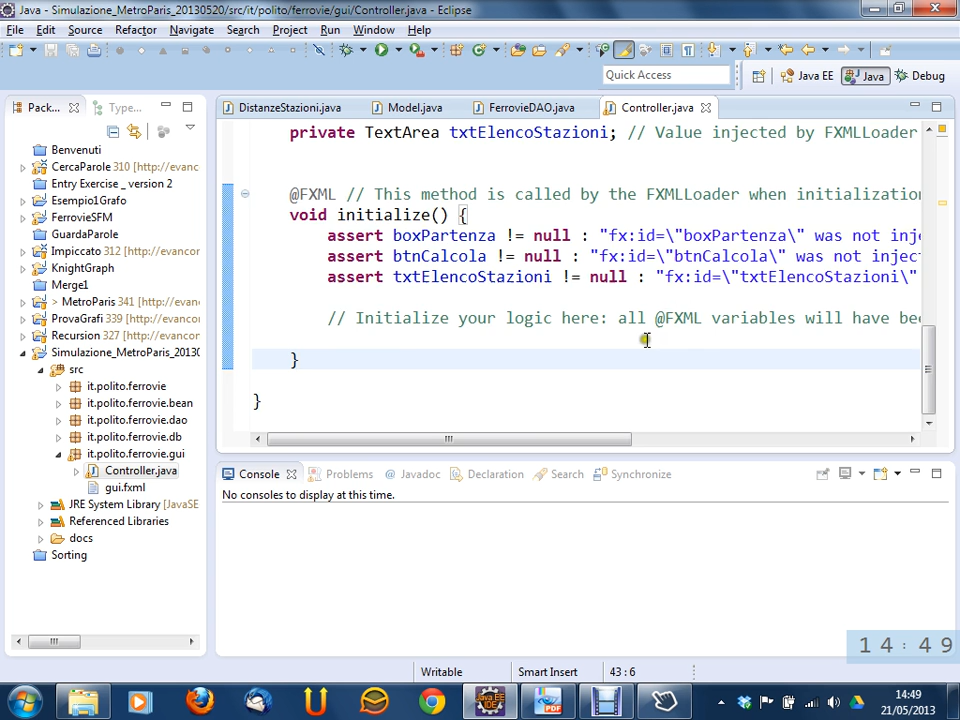 Java - Simulazione_MetroParis_20130520/src/it/polito/ferrovie/gui/Controller.java - Eclipse
File Edit Source Refactor Navigate Search Project Run Window Help
Quick Access
Java EE
Java
Debug
Pack...
Type...
DistanzeStazioni.java
Model.java
FerrovieDAO.java
Controller.java
Benvenuti
CercaParole 310 [http://evanco
Entry Exercise _ version 2
Esempio1Grafo
FerrovieSFM
GuardaParole
Impiccato 312 [http://evancor
KnightGraph
Merge1
> MetroParis 341 [http://evan
ProvaGrafi 339 [http://evanco
Recursion 327 [http://evancor
Simulazione_MetroParis_20130
src
it.polito.ferrovie
it.polito.ferrovie.bean
it.polito.ferrovie.dao
it.polito.ferrovie.db
it.polito.ferrovie.gui
Controller.java
gui.fxml
JRE System Library [JavaSE
Referenced Libraries
docs
Sorting
private TextArea txtElencoStazioni; // Value injected by FXMLLoader
@FXML // This method is called by the FXMLLoader when initialization
void initialize() {
assert boxPartenza != null : "fx:id=\"boxPartenza\" was not inje
assert btnCalcola != null : "fx:id=\"btnCalcola\" was not inject
assert txtElencoStazioni != null : "fx:id=\"txtElencoStazioni\"
// Initialize your logic here: all @FXML variables will have bee
}
}
Console
Problems
Javadoc
Declaration
Search
Synchronize
No consoles to display at this time.
14:49
Writable
Smart Insert
43 : 6
14:49
21/05/2013